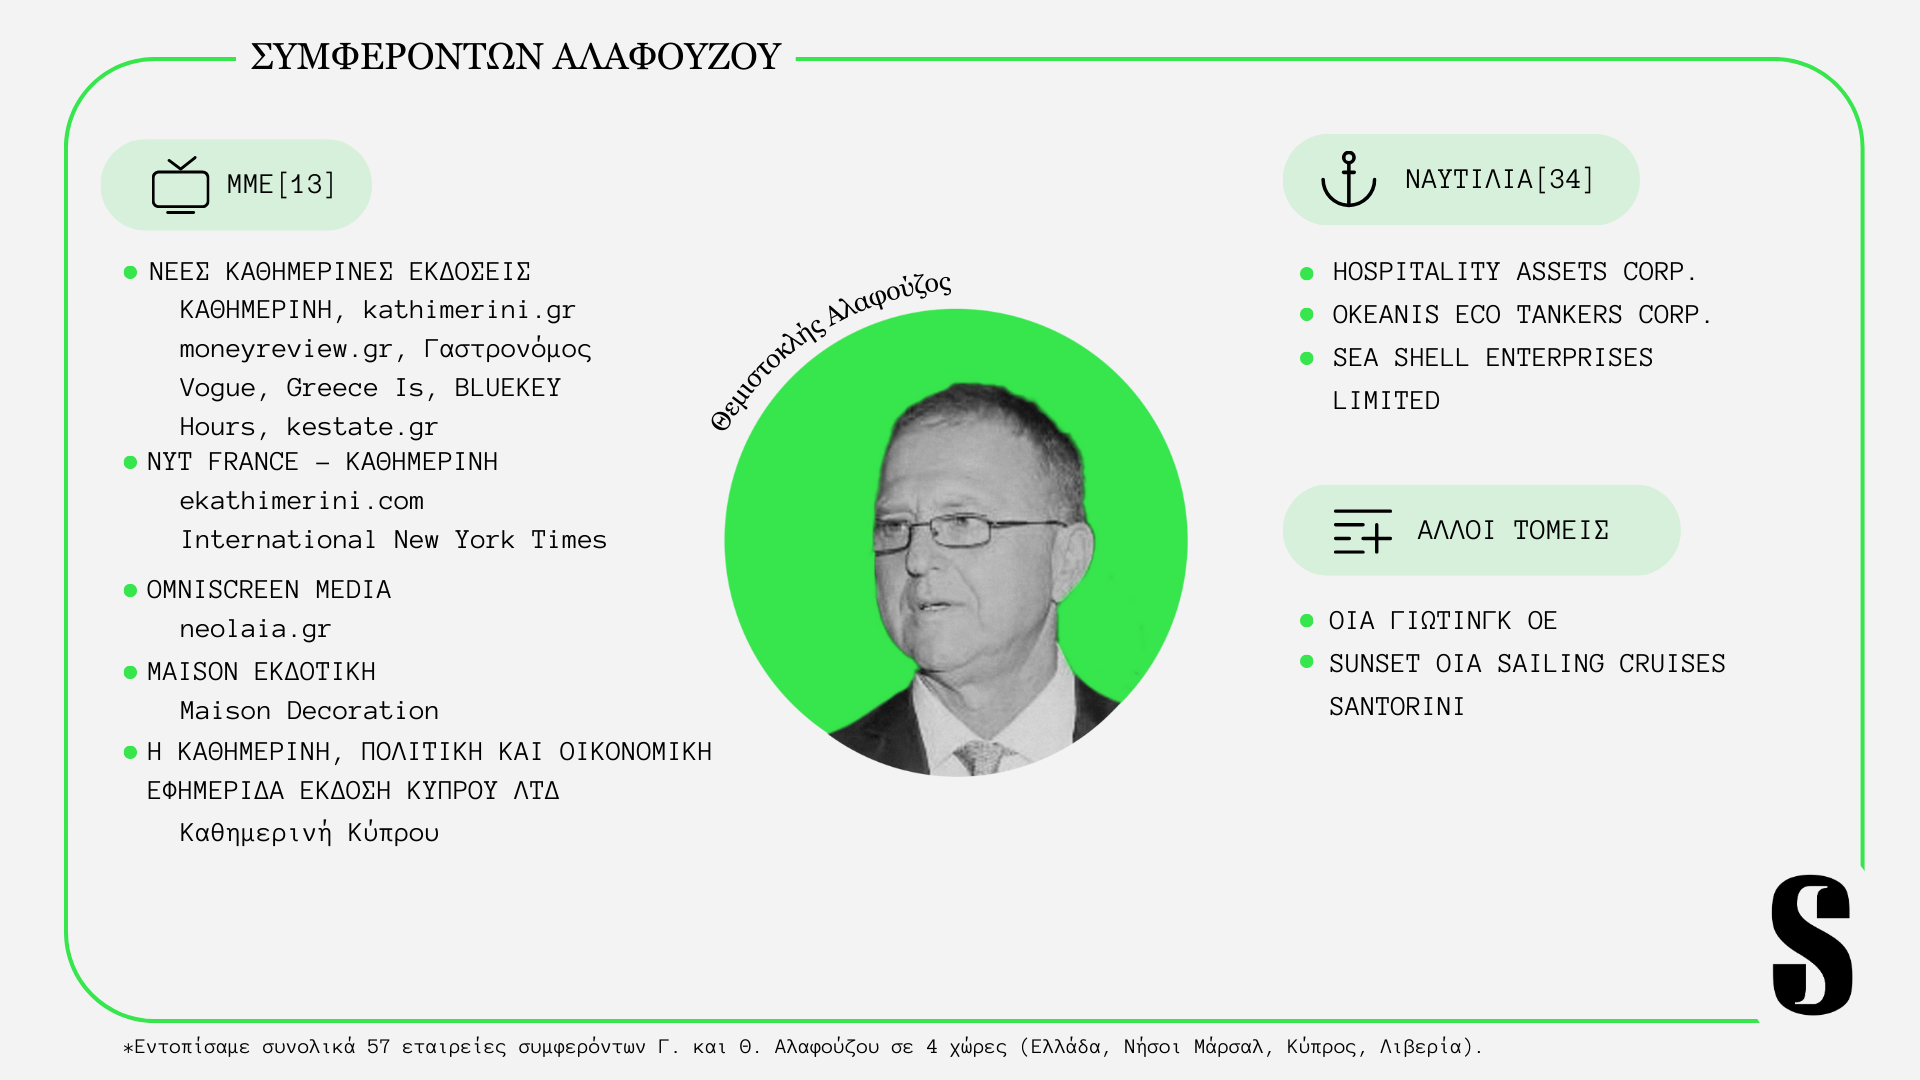 ΣΥΜΦΕΡΟΝΤΩΝ ΑΛΑΦΟΥΖΟΥ
ΜΜΕ[13]
ΝΕΕΣ ΚΑΘΗΜΕΡΙΝΕΣ ΕΚΔΟΣΕΙΣ
ΚΑΘΗΜΕΡΙΝΗ, kathimerini.gr
moneyreview.gr, Γαστρονόμος
Vogue, Greece Is, BLUEKEY
Hours, kestate.gr
NYT FRANCE – ΚΑΘΗΜΕΡΙΝΗ
ekathimerini.com
International New York Times
OMNISCREEN MEDIA
neolaia.gr
MAISON ΕΚΔΟΤΙΚΗ
Maison Decoration
Η ΚΑΘΗΜΕΡΙΝΗ, ΠΟΛΙΤΙΚΗ ΚΑΙ ΟΙΚΟΝΟΜΙΚΗ
ΕΦΗΜΕΡΙΔΑ ΕΚΔΟΣΗ ΚΥΠΡΟΥ ΛΤΔ
Καθημερινή Κύπρου
Θεμιστοκλής Αλαφούζος
ΝΑΥΤΙΛΙΑ[34]
HOSPITALITY ASSETS CORP.
OKEANIS ECO TANKERS CORP.
SEA SHELL ENTERPRISES
LIMITED
ΑΛΛΟΙ ΤΟΜΕΙΣ
ΟΙΑ ΓΙΩΤΙΝΓΚ ΟΕ
SUNSET OIA SAILING CRUISES
SANTORINI
S
*Εντοπίσαμε συνολικά 57 εταιρείες συμφερόντων Γ. και Θ. Αλαφούζου σε 4 χώρες (Ελλάδα, Νήσοι Μάρσαλ, Κύπρος, Λιβερία).